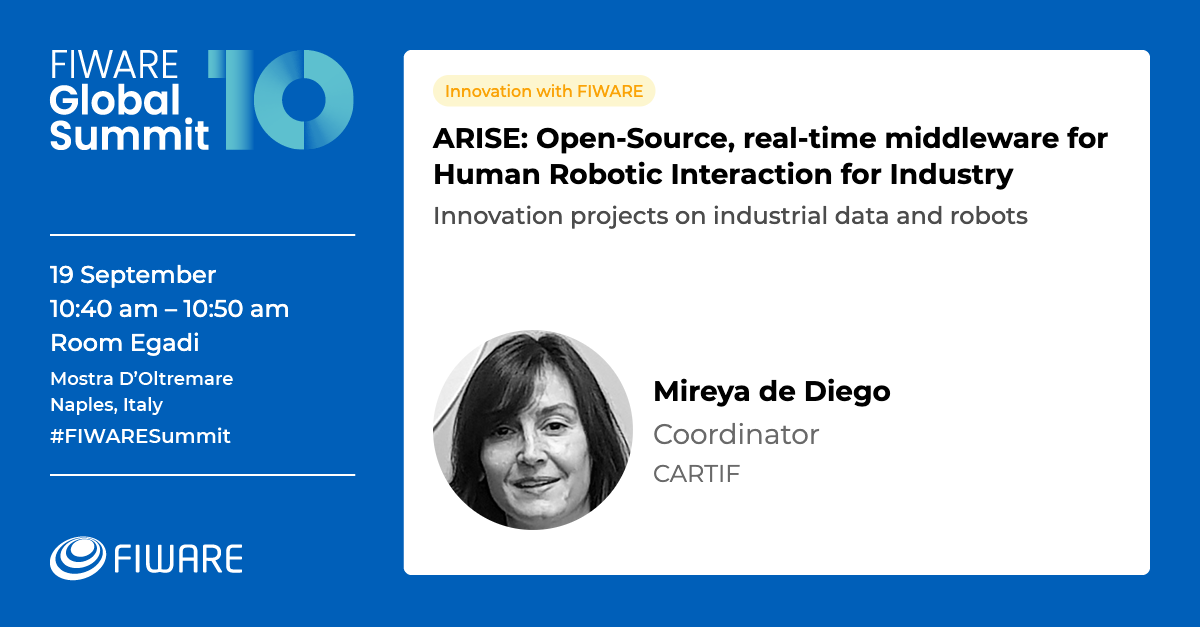 FIWARE
Global
Summit
10
19 September
10:40 am – 10:50 am
Room Egadi
Mostra D’Oltremare
Naples, Italy
#FIWARESummit
FIWARE
Innovation with FIWARE
ARISE: Open-Source, real-time middleware for
Human Robotic Interaction for Industry
Innovation projects on industrial data and robots
Mireya de Diego
Coordinator
CARTIF